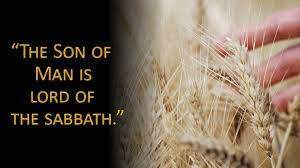 “The Son of
Man is
lord of
the sabbath.”